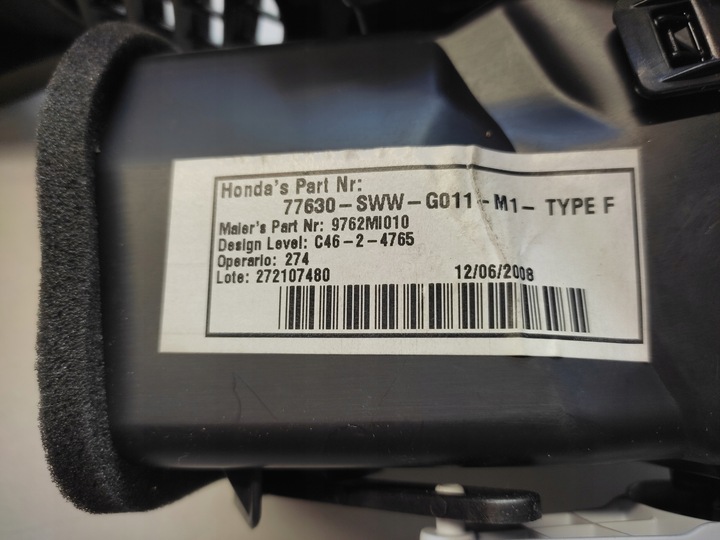 Honda's Part Nr:
77630-SWW-G011-M1- TYPE F
Maier's Part Nr: 9762MI010
Design Level: C46-2-4765
Operario: 274
Lote: 272107480 12/06/2008